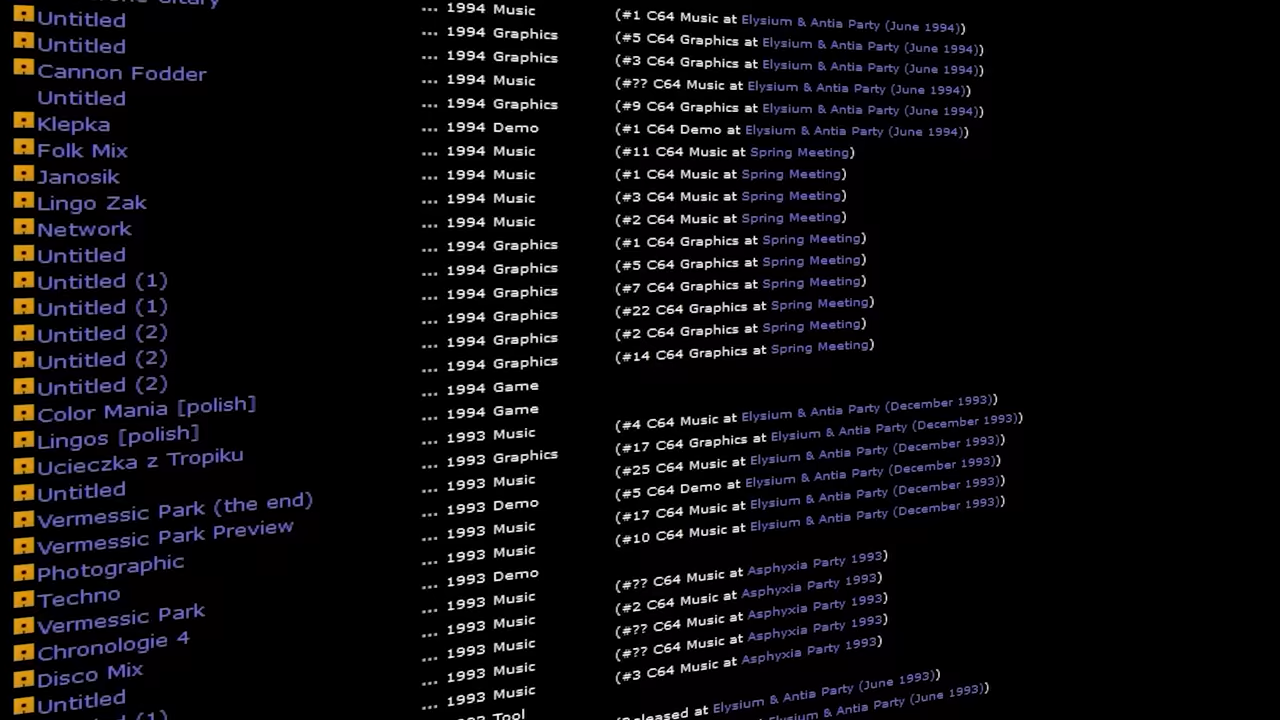 Gitary ... 1994 Music (#1 C64 Music at Elysium & Antia Party (June 1994))
Untitled ... 1994 Graphics (#5 C64 Graphics at Elysium & Antia Party (June 1994))
Untitled ... 1994 Graphics (#3 C64 Graphics at Elysium & Antia Party (June 1994))
Cannon Fodder ... 1994 Music (#?? C64 Music at Elysium & Antia Party (June 1994))
Untitled ... 1994 Graphics (#9 C64 Graphics at Elysium & Antia Party (June 1994))
Klepka ... 1994 Demo (#1 C64 Demo at Elysium & Antia Party (June 1994))
Folk Mix ... 1994 Music (#11 C64 Music at Spring Meeting)
Janosik ... 1994 Music (#1 C64 Music at Spring Meeting)
Lingo Zak ... 1994 Music (#3 C64 Music at Spring Meeting)
Network ... 1994 Music (#2 C64 Music at Spring Meeting)
Untitled ... 1994 Graphics (#1 C64 Graphics at Spring Meeting)
Untitled (1) ... 1994 Graphics (#5 C64 Graphics at Spring Meeting)
Untitled (1) ... 1994 Graphics (#7 C64 Graphics at Spring Meeting)
Untitled (2) ... 1994 Graphics (#22 C64 Graphics at Spring Meeting)
Untitled (2) ... 1994 Graphics (#2 C64 Graphics at Spring Meeting)
Untitled (2) ... 1994 Graphics (#14 C64 Graphics at Spring Meeting)
Color Mania [polish] ... 1994 Game
Lingos [polish] ... 1994 Game
Ucieczka z Tropiku ... 1993 Music (#4 C64 Music at Elysium & Antia Party (December 1993))
Untitled ... 1993 Graphics (#17 C64 Graphics at Elysium & Antia Party (December 1993))
Vermessic Park (the end) ... 1993 Music (#25 C64 Music at Elysium & Antia Party (December 1993))
Vermessic Park Preview ... 1993 Demo (#5 C64 Demo at Elysium & Antia Party (December 1993))
Photographic ... 1993 Music (#17 C64 Music at Elysium & Antia Party (December 1993))
Techno ... 1993 Music (#10 C64 Music at Elysium & Antia Party (December 1993))
Vermessic Park ... 1993 Demo
Chronologie 4 ... 1993 Music (#?? C64 Music at Asphyxia Party 1993)
Disco Mix ... 1993 Music (#2 C64 Music at Asphyxia Party 1993)
Untitled ... 1993 Music (#?? C64 Music at Asphyxia Party 1993)
(1) ... 1993 Music (#?? C64 Music at Asphyxia Party 1993)
... 1993 Music (#3 C64 Music at Asphyxia Party 1993)
... 1993 Tool
(Released at Elysium & Antia Party (June 1993))
Elysium & Antia Party (June 1993))